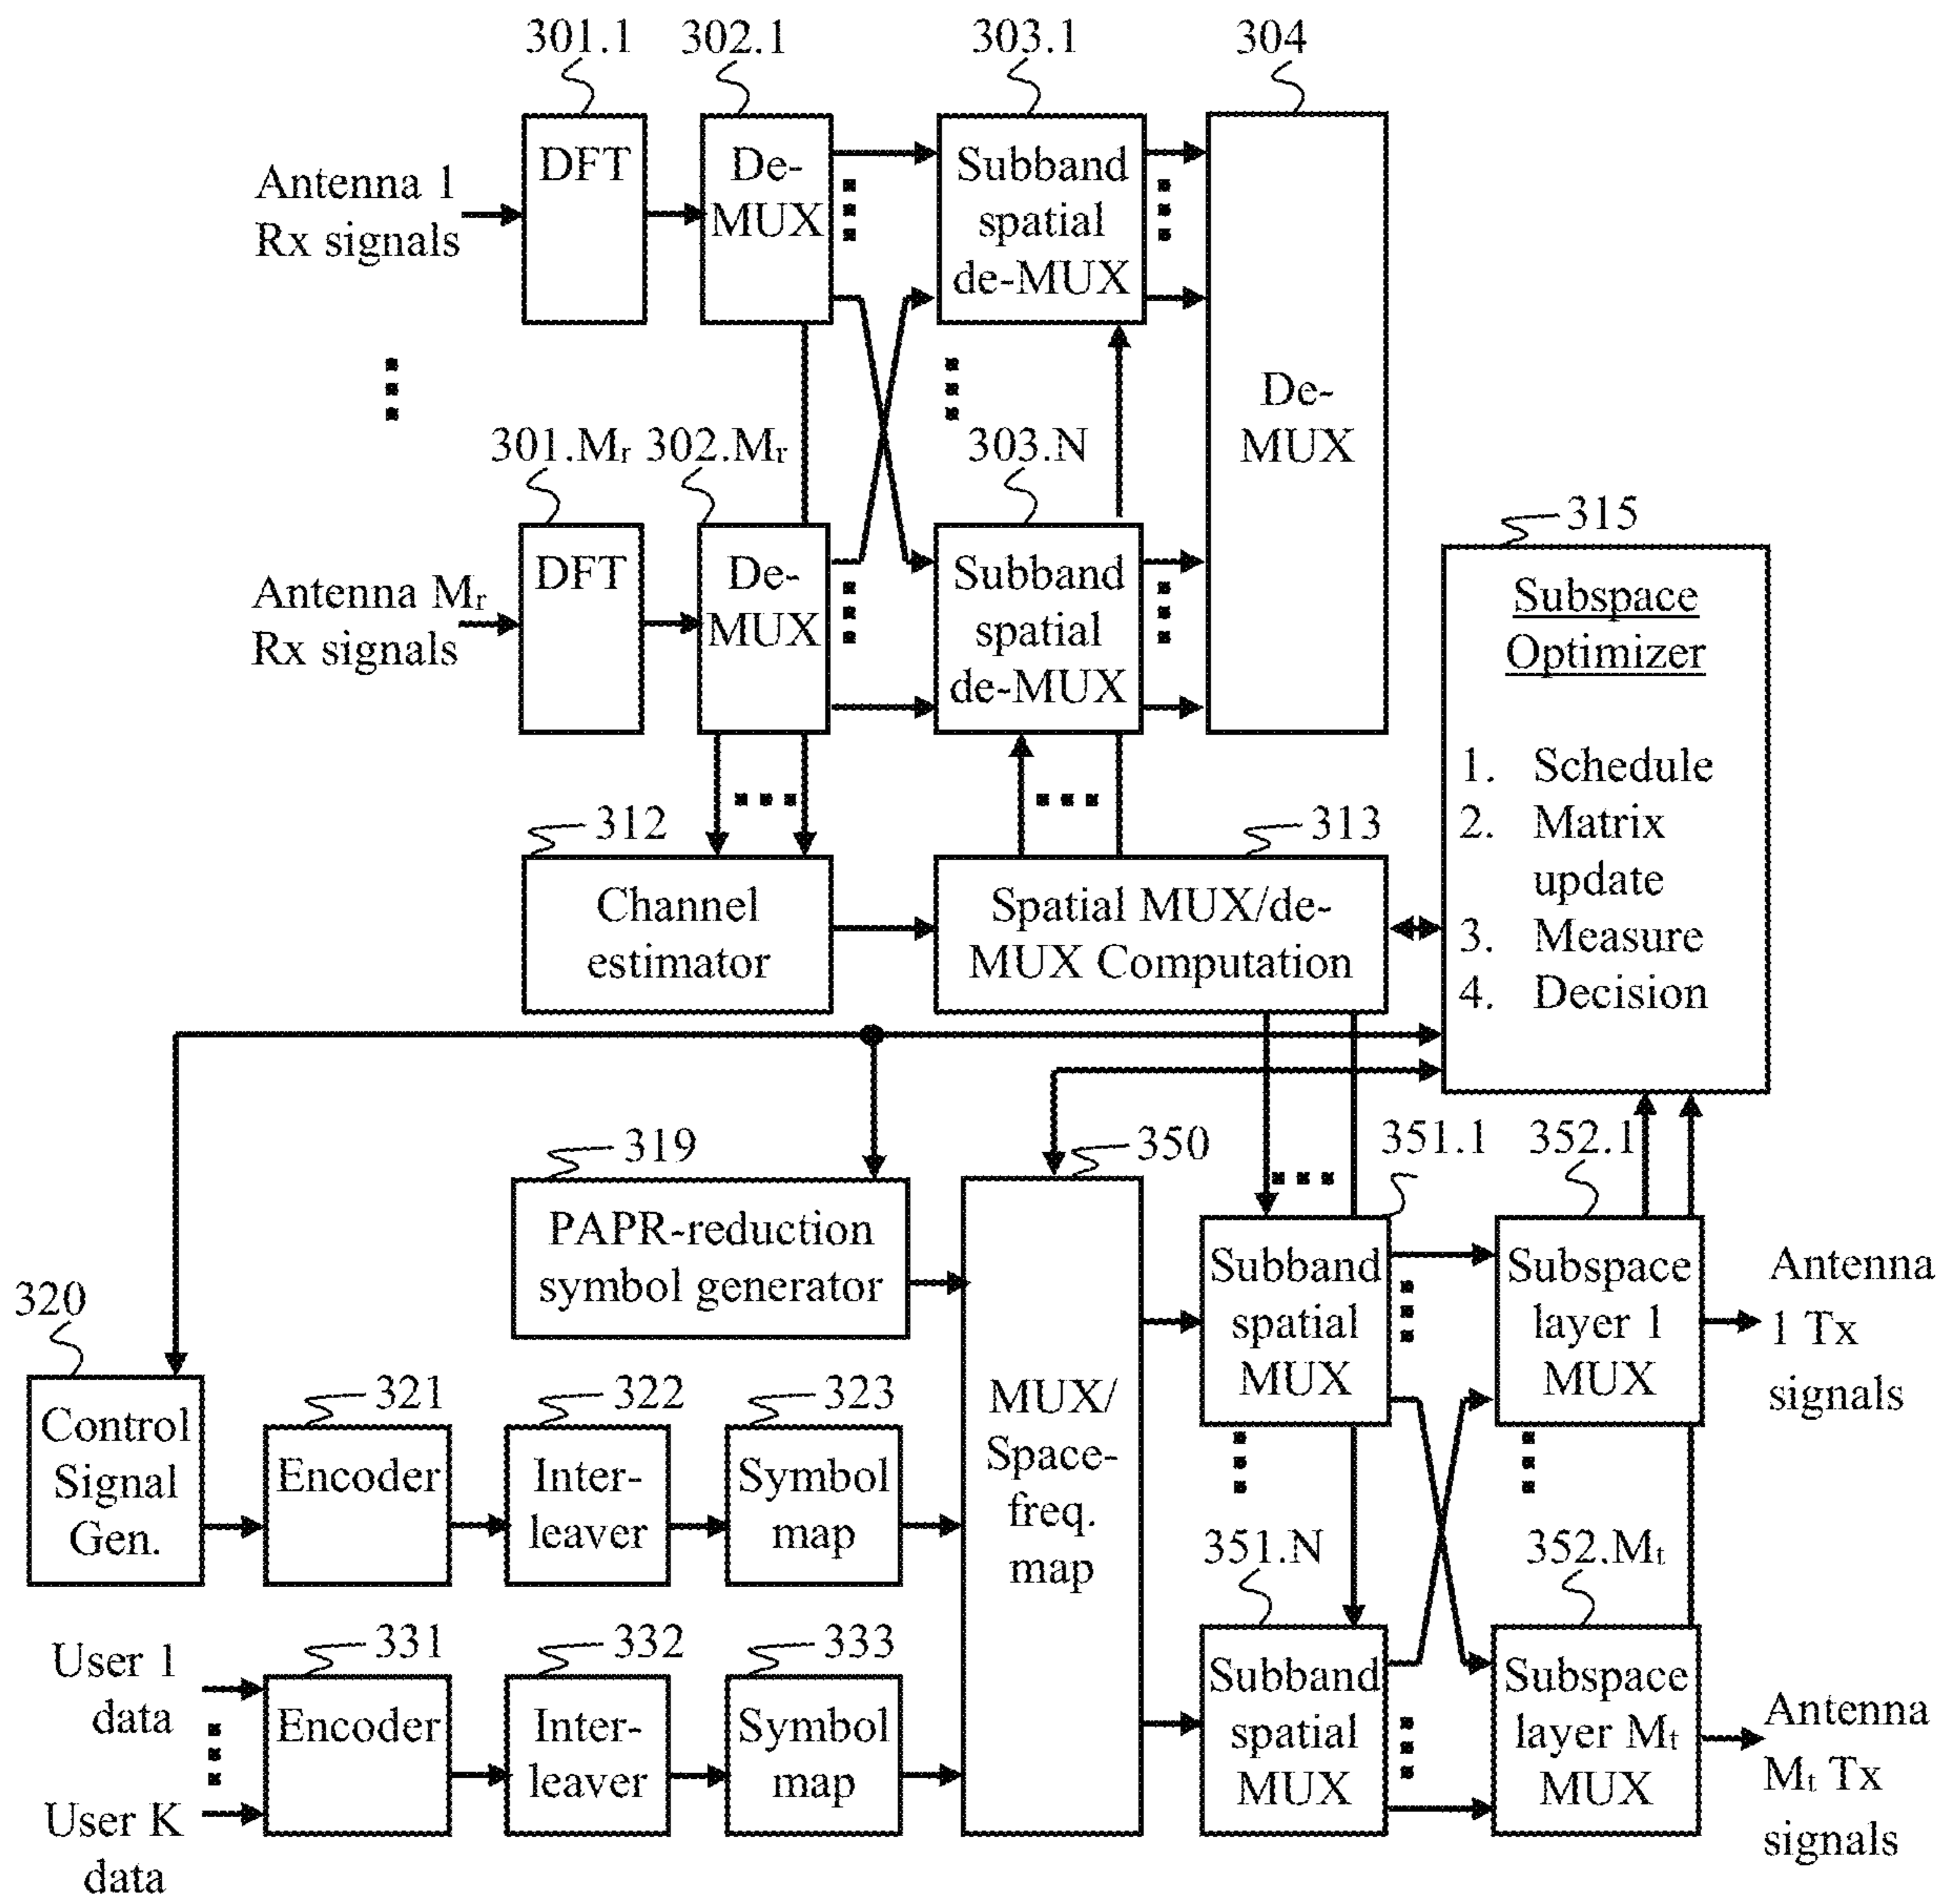 301.1
302.1
303.1
304
DFT
De-
MUX
Subband
spatial
de-MUX
Antenna 1
Rx signals
De-
MUX
301.Mr
302.Mr
303.N
DFT
De-
MUX
Subband
spatial
de-MUX
Antenna Mr
Rx signals
315
Subspace
Optimizer
1. Schedule
2. Matrix
update
3. Measure
4. Decision
312
313
Channel
estimator
Spatial MUX/de-
MUX Computation
319
350
351.1
352.1
PAPR-reduction
symbol generator
Subband
spatial
MUX
Subspace
layer 1
MUX
Antenna
1 Tx
signals
320
321
322
323
Control
Signal
Gen.
Encoder
Inter-
leaver
Symbol
map
MUX/
Space-
freq.
map
351.N
352.Mt
331
332
333
User 1
data
User K
data
Encoder
Inter-
leaver
Symbol
map
Subband
spatial
MUX
Subspace
layer Mt
MUX
Antenna
Mt Tx
signals